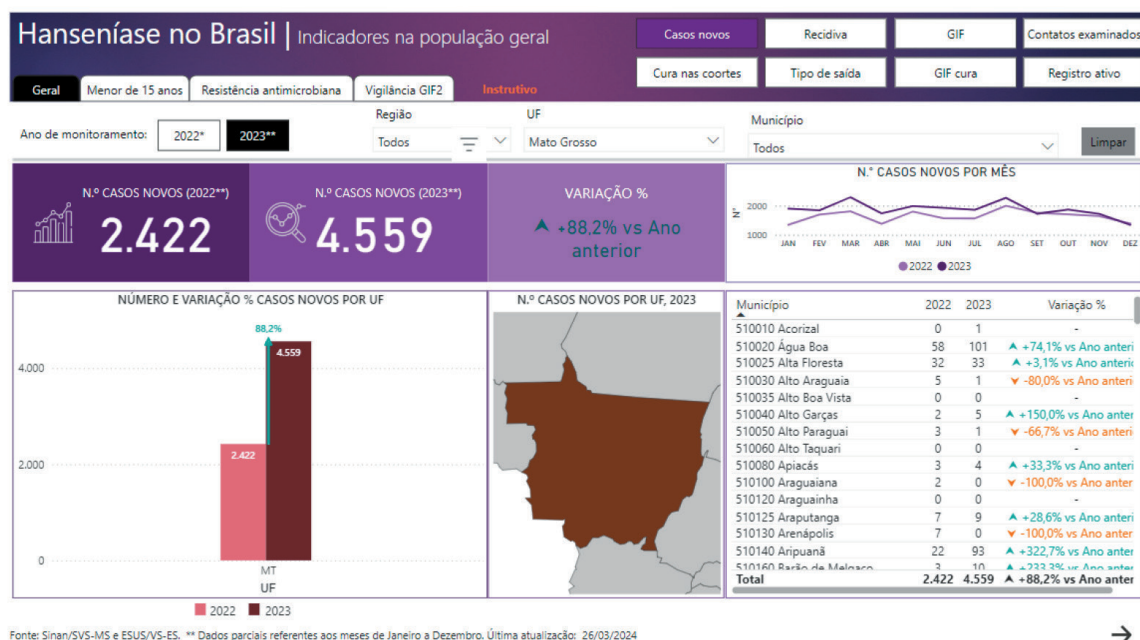 Hanseníase no Brasil | Indicadores na população geral
Casos novos
Recidiva
GIF
Contatos examinados
Cura nas coortes
Tipo de saída
GIF cura
Registro ativo
Geral
Menor de 15 anos
Resistência antimicrobiana
Vigilância GIF2
Instrutivo
Ano de monitoramento:
2022*
2023**
Região
Todos
UF
Mato Grosso
Município
Todos
Limpar
N.º CASOS NOVOS (2022**)
2.422
N.º CASOS NOVOS (2023**)
4.559
VARIAÇÃO %
+88,2% vs Ano
anterior
N.° CASOS NOVOS POR MÊS
N°
2000
1000
JAN FEV MAR ABR MAI JUN JUL AGO SET OUT NOV DEZ
2022 2023
NÚMERO E VARIAÇÃO % CASOS NOVOS POR UF
88,2%
4.559
4.000
2.422
2.000
0
MT
UF
2022 2023
N.º CASOS NOVOS POR UF, 2023
Município 2022 2023 Variação %
510010 Acorizal 0 1 -
510020 Água Boa 58 101 +74,1% vs Ano anteri
510025 Alta Floresta 32 33 +3,1% vs Ano anteric
510030 Alto Araguaia 5 1 -80,0% vs Ano anteri
510035 Alto Boa Vista 0 0 -
510040 Alto Garças 2 5 +150,0% vs Ano anter
510050 Alto Paraguai 3 1 -66,7% vs Ano anteri
510060 Alto Taquari 0 0 -
510080 Apiacás 3 4 +33,3% vs Ano anteri
510100 Araguaiana 2 0 -100,0% vs Ano anter
510120 Araguainha 0 0 -
510125 Araputanga 7 9 +28,6% vs Ano anteri
510130 Arenápolis 7 0 -100,0% vs Ano anter
510140 Aripuanã 22 93 +322,7% vs Ano anter
510160 Barão de Melgaço 3 10 +233,3% vs Ano anter
Total 2.422 4.559 +88,2% vs Ano anter
Fonte: Sinan/SVS-MS e ESUS/VS-ES. ** Dados parciais referentes aos meses de Janeiro a Dezembro. Última atualização: 26/03/2024